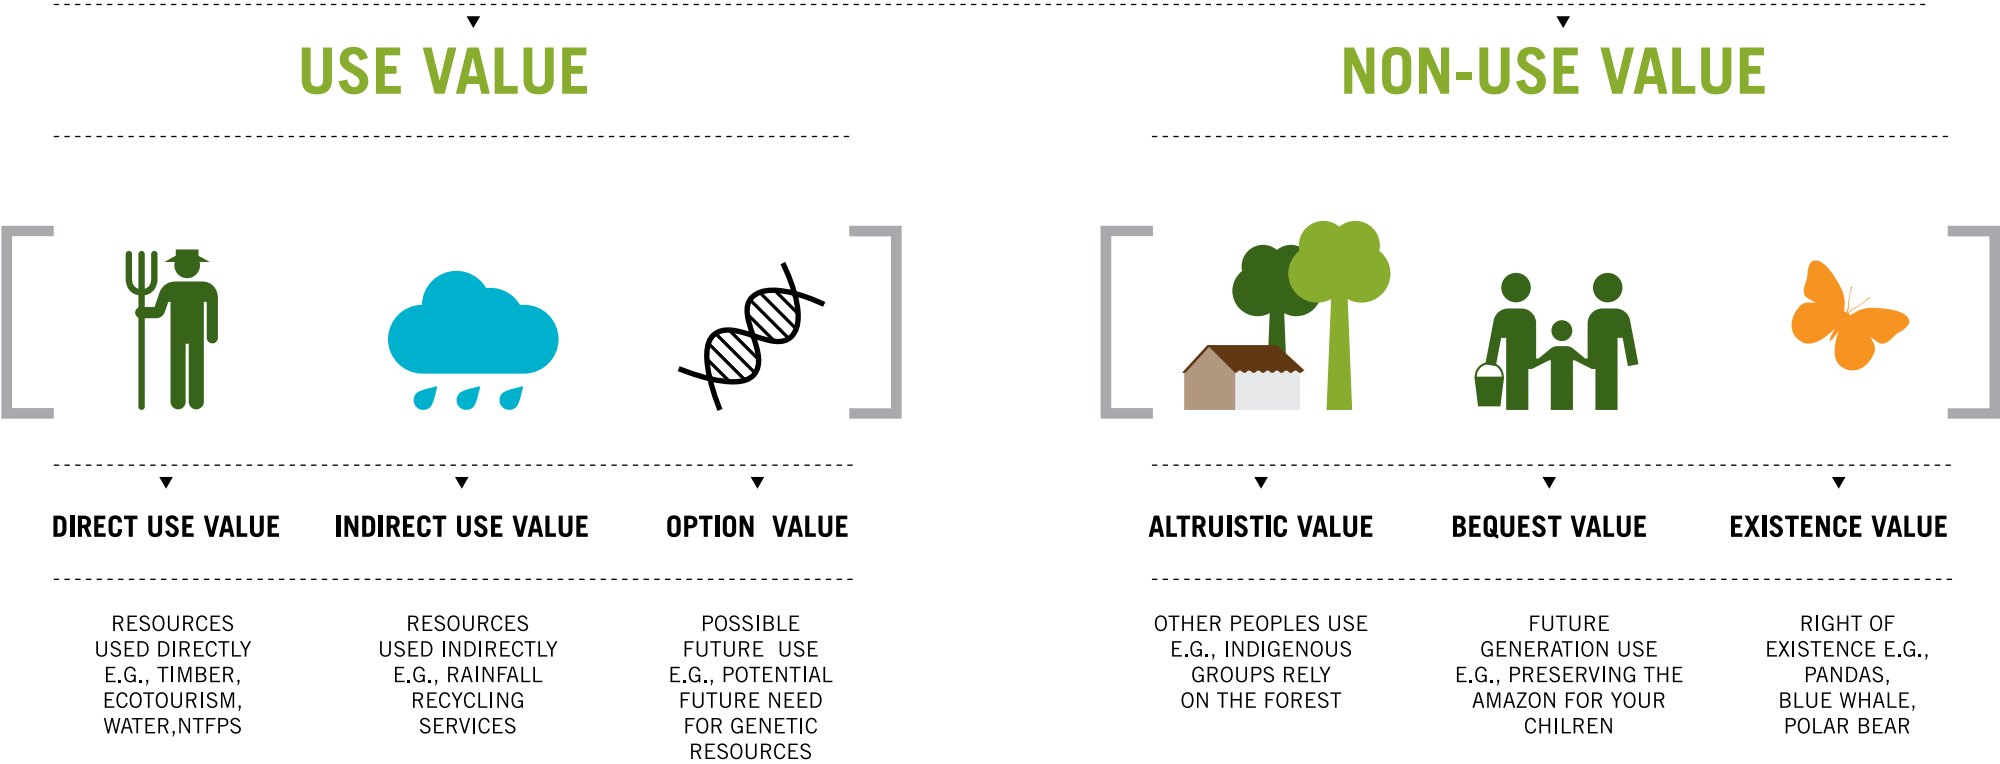 USE VALUE
NON-USE VALUE
DIRECT USE VALUE
INDIRECT USE VALUE
OPTION VALUE
ALTRUISTIC VALUE
BEQUEST VALUE
EXISTENCE VALUE
RESOURCES
USED DIRECTLY
E.G., TIMBER,
ECOTOURISM,
WATER,NTFPS
RESOURCES
USED INDIRECTLY
E.G., RAINFALL
RECYCLING
SERVICES
POSSIBLE
FUTURE USE
E.G., POTENTIAL
FUTURE NEED
FOR GENETIC
RESOURCES
OTHER PEOPLES USE
E.G., INDIGENOUS
GROUPS RELY
ON THE FOREST
FUTURE
GENERATION USE
E.G., PRESERVING THE
AMAZON FOR YOUR
CHILREN
RIGHT OF
EXISTENCE E.G.,
PANDAS,
BLUE WHALE,
POLAR BEAR